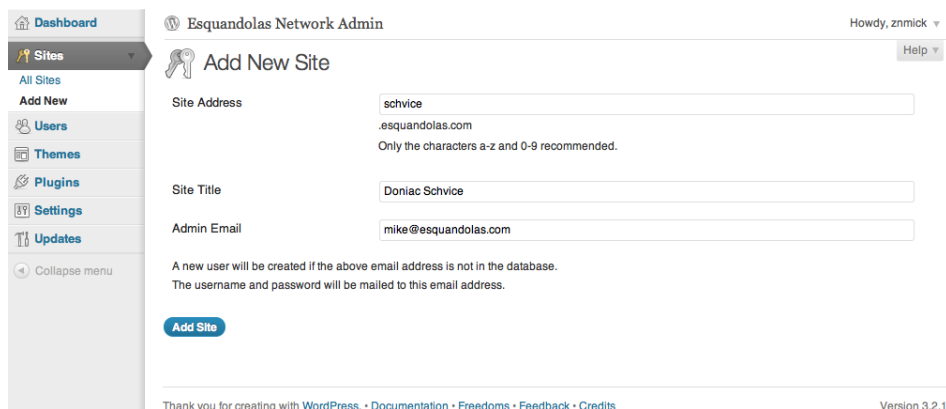 Dashboard
Esquandolas Network Admin
Howdy, znmick
Sites
Help
Add New Site
All Sites
Add New
Users
Themes
Plugins
Settings
Updates
Collapse menu
Site Address
schvice
.esquandolas.com
Only the characters a-z and 0-9 recommended.
Site Title
Doniac Schvice
Admin Email
mike@esquandolas.com
A new user will be created if the above email address is not in the database.
The username and password will be mailed to this email address.
Add Site
Thank you for creating with WordPress. • Documentation • Freedoms • Feedback • Credits
Version 3.2.1